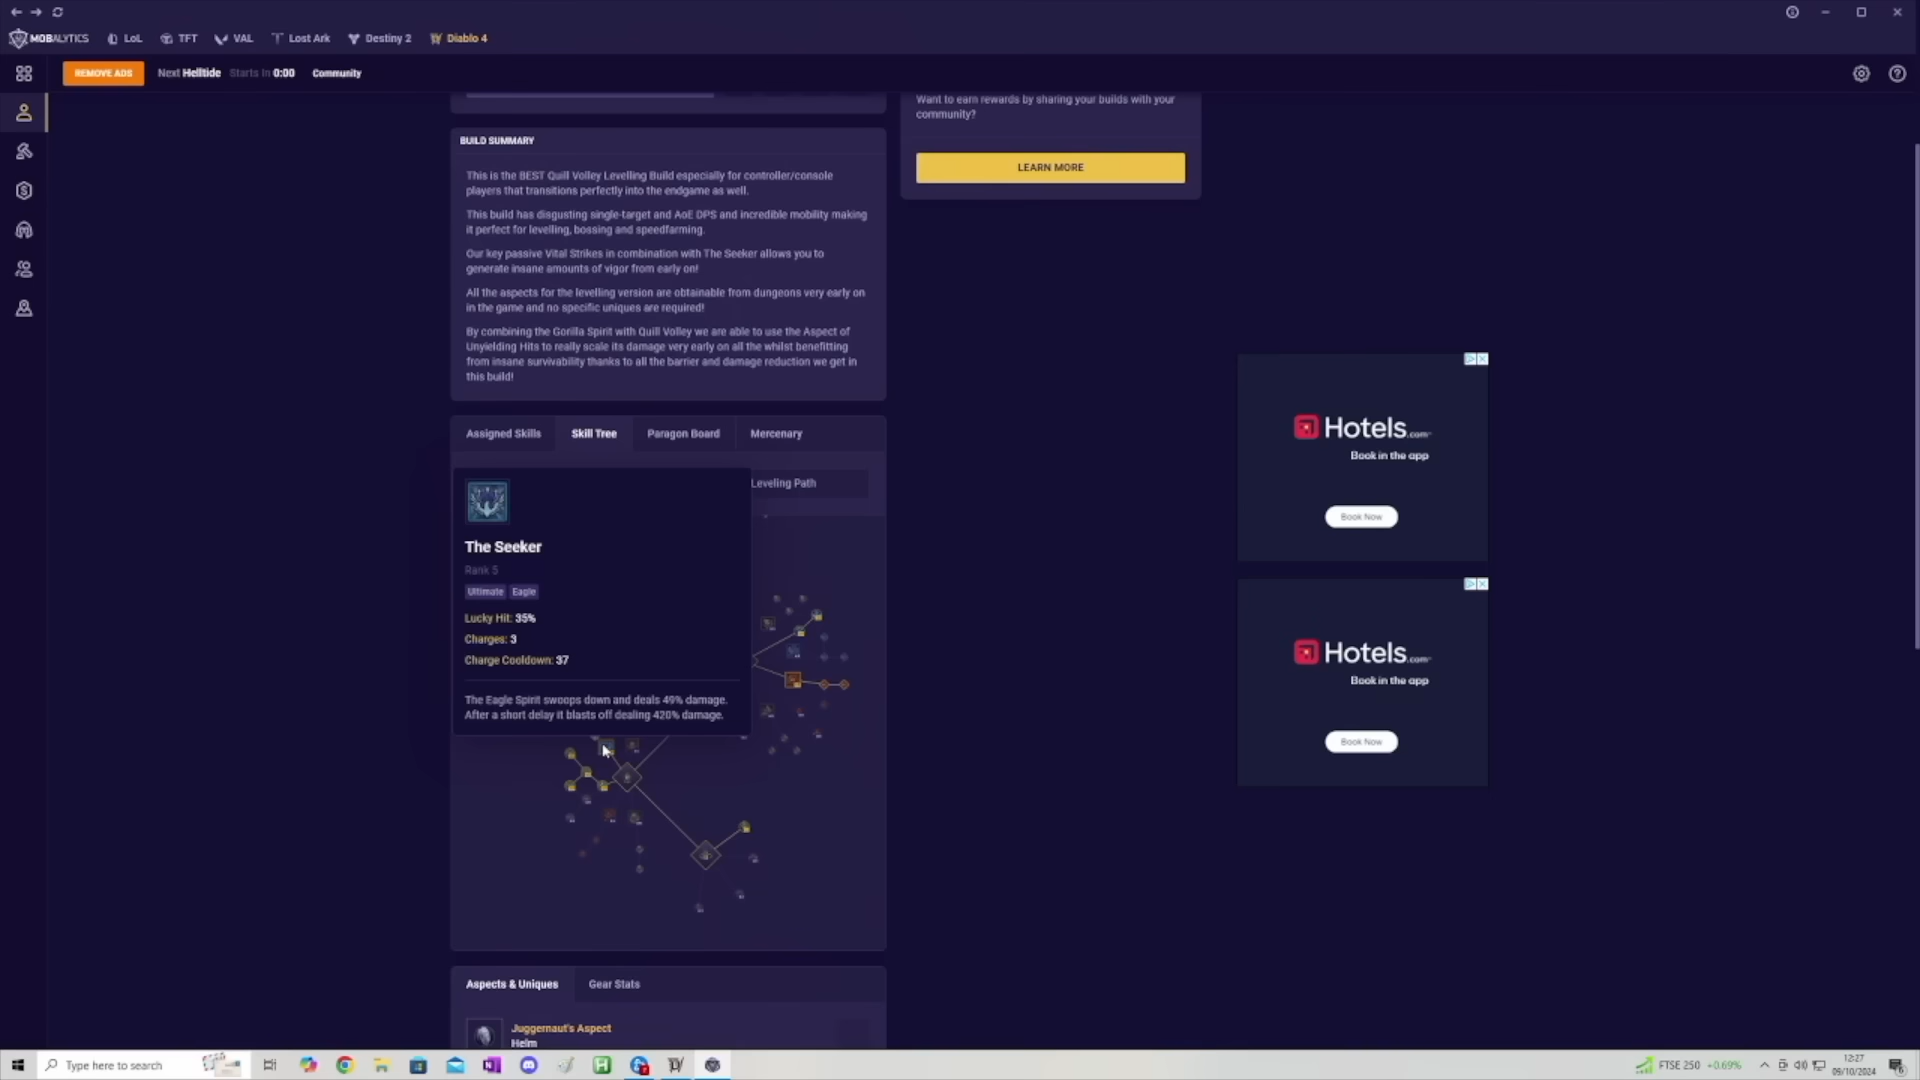 MOBALYTICS LoL TFT VAL Lost Ark Destiny 2 Diablo 4
REMOVE ADS Next Helltide Starts In 0:00 Community
Want to earn rewards by sharing your builds with your
community?
LEARN MORE
BUILD SUMMARY
This is the BEST Quill Volley Levelling Build especially for controller/console
players that transitions perfectly into the endgame as well.
This build has disgusting single-target and AoE DPS and incredible mobility making
it perfect for levelling, bossing and speedfarming.
Our key passive Vital Strikes in combination with The Seeker allows you to
generate insane amounts of vigor from early on!
All the aspects for the levelling version are obtainable from dungeons very early on
in the game and no specific uniques are required!
By combining the Gorilla Spirit with Quill Volley we are able to use the Aspect of
Unyielding Hits to really scale its damage very early on all the whilst benefitting
from insane survivability thanks to all the barrier and damage reduction we get in
this build!
Assigned Skills Skill Tree Paragon Board Mercenary
Leveling Path
The Seeker
Rank 5
Ultimate Eagle
Lucky Hit: 35%
Charges: 3
Charge Cooldown: 37
The Eagle Spirit swoops down and deals 49% damage.
After a short delay it blasts off dealing 420% damage.
Hotels.com
Book in the app
Book Now
Hotels.com
Book in the app
Book Now
Aspects & Uniques Gear Stats
Juggernaut's Aspect
Helm
Type here to search
FTSE 250 +0.69%
12:27
09/10/2024